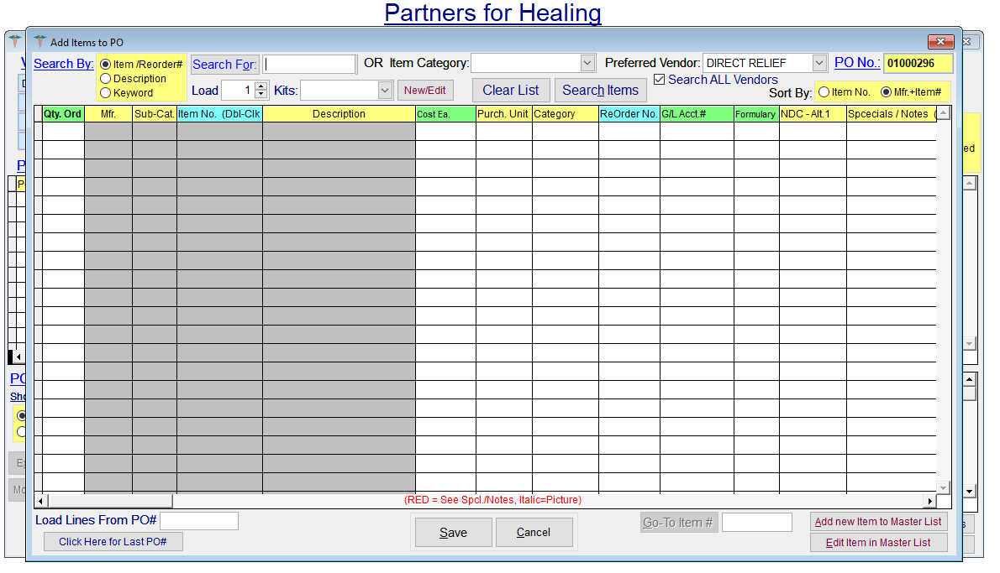 Partners for Healing
Add Items to PO
Search By: Item /Reorder# Search For: OR Item Category: Preferred Vendor: DIRECT RELIEF PO No.: 01000296
Description Search ALL Vendors
Keyword Load 1 Kits: New/Edit Clear List Search Items Sort By: Item No. Mfr.+Item#
Qty. Ord Mfr. Sub-Cat. Item No. (Dbl-Clk Description Cost Ea. Purch. Unit Category ReOrder No. G/L Acct.# Formulary NDC - Alt.1 Spcecials / Notes (
(RED = See Spcl./Notes, Italic=Picture)
Load Lines From PO# Save Cancel Go-To Item # Add new Item to Master List
Click Here for Last PO# Edit Item in Master List